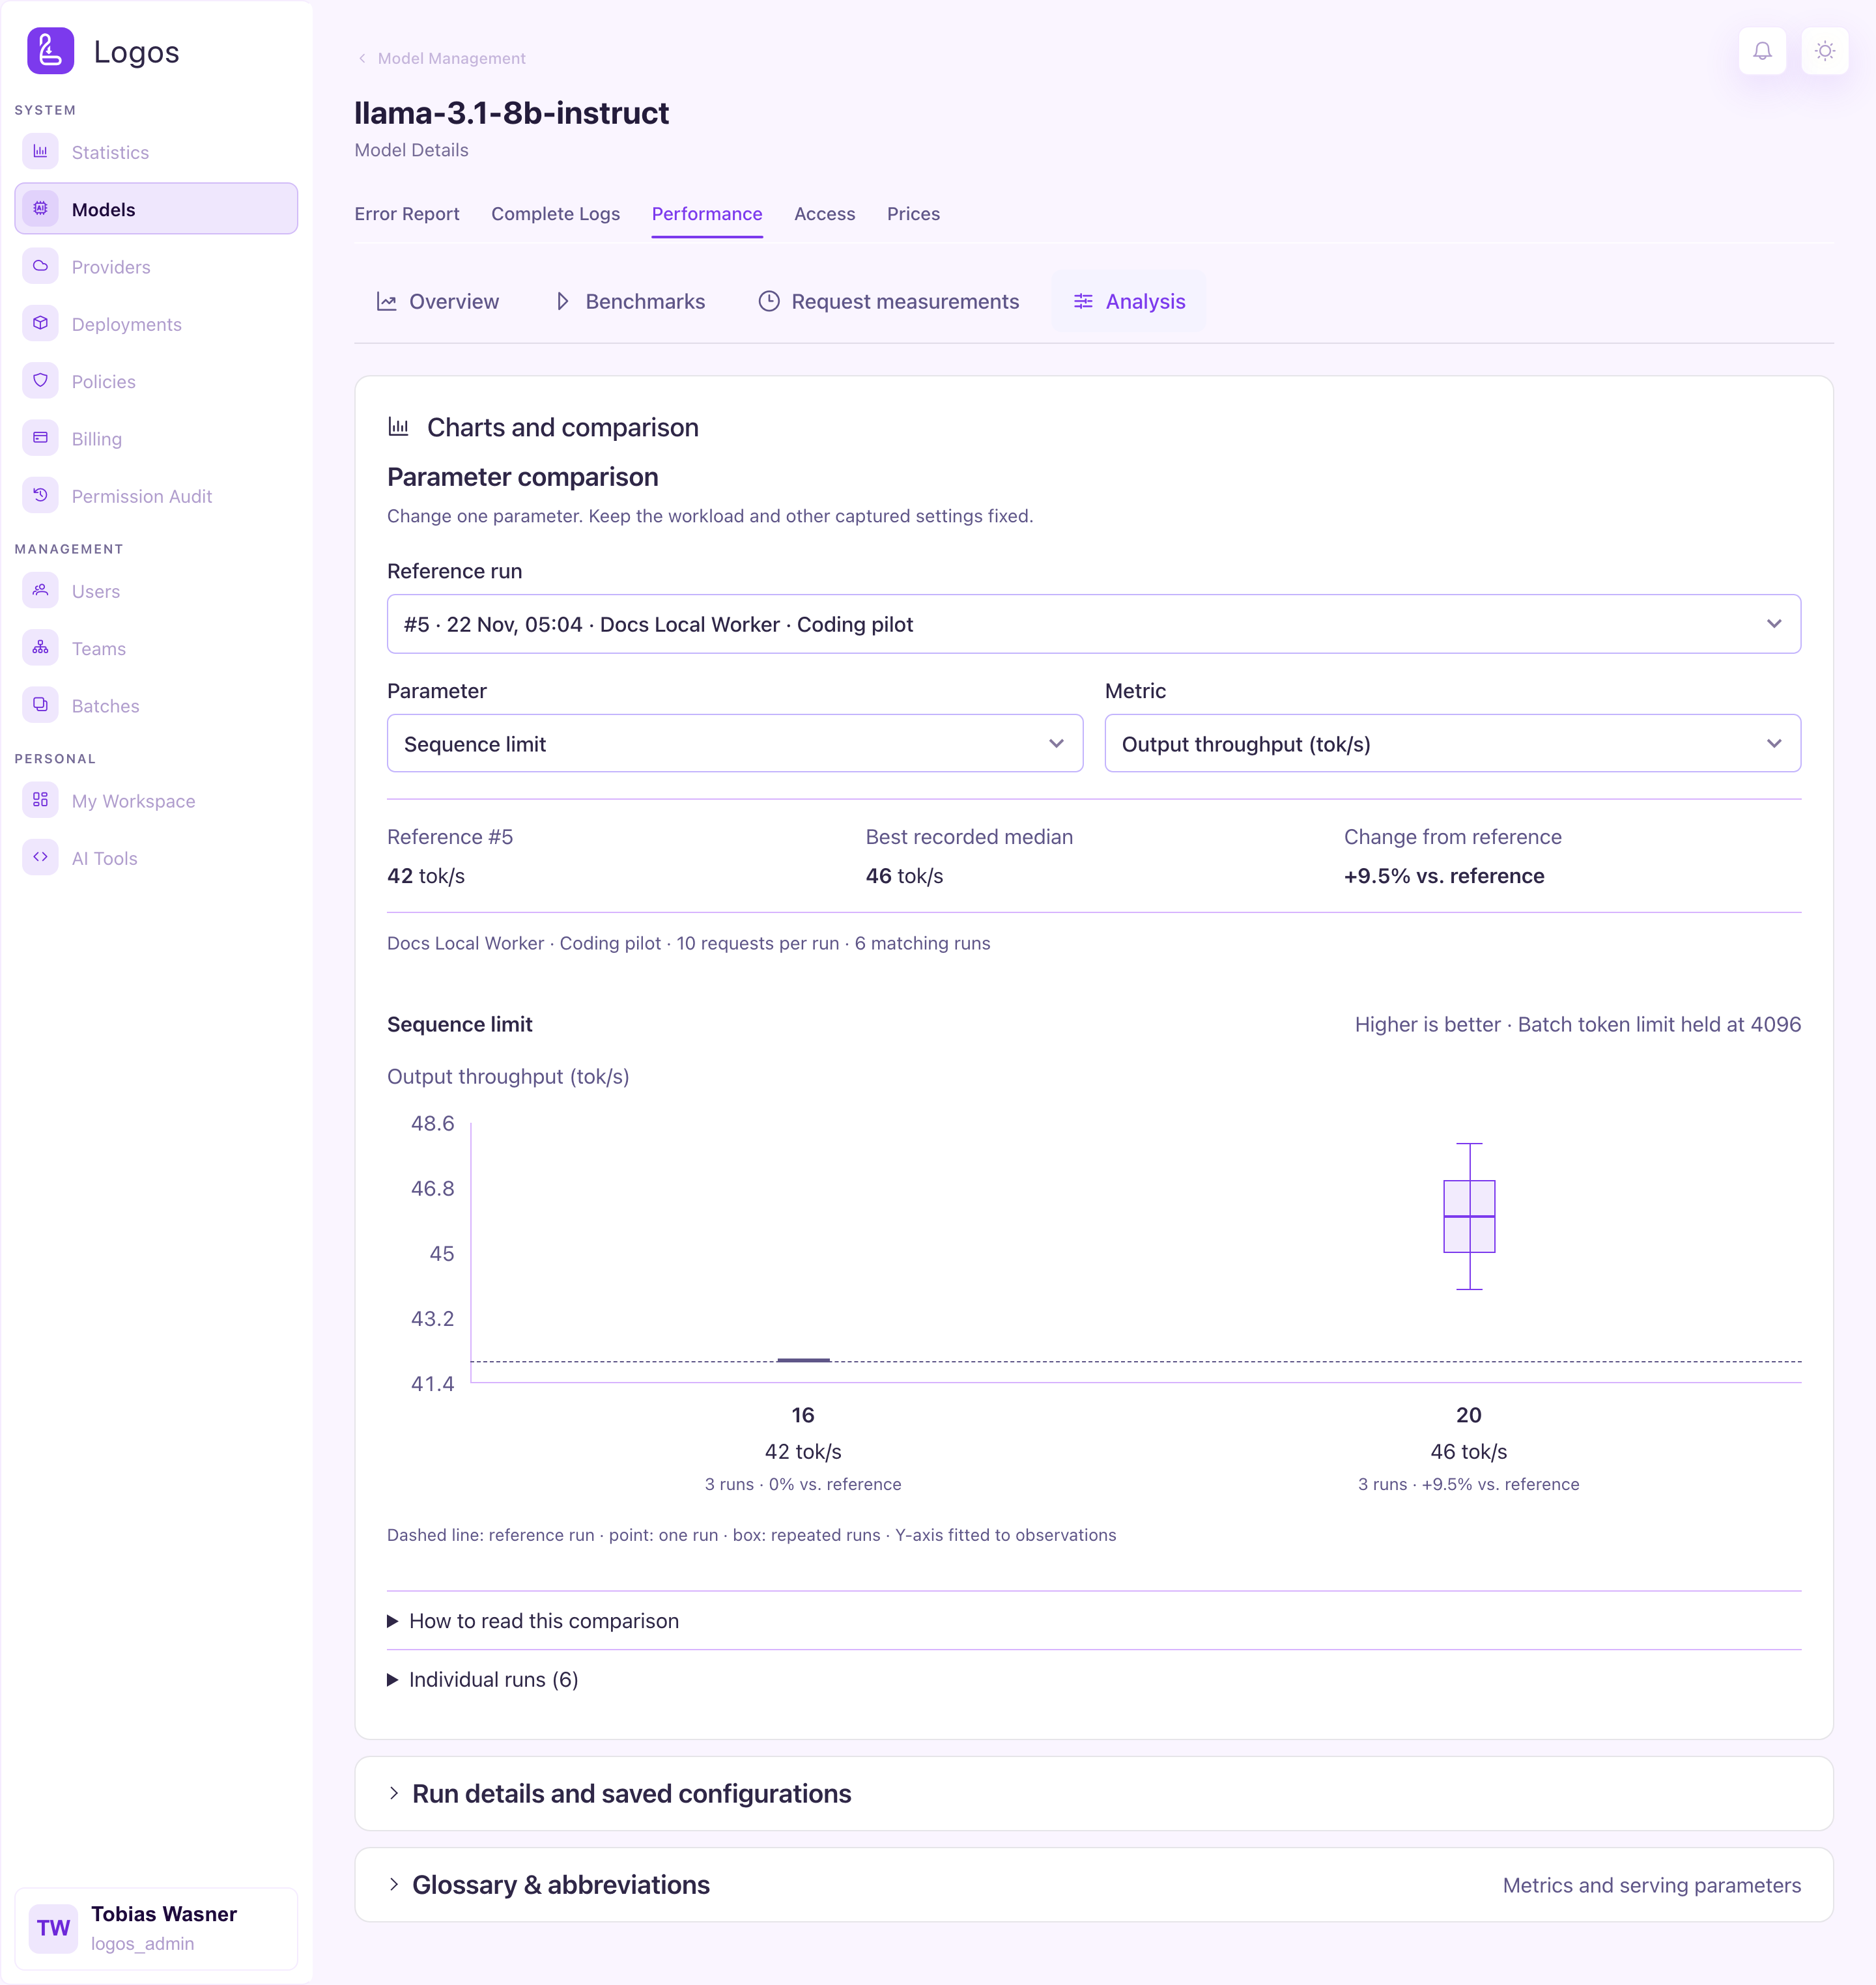 Logos
SYSTEM
Statistics
Models
Providers
Deployments
Policies
Billing
Permission Audit
MANAGEMENT
Users
Teams
Batches
PERSONAL
My Workspace
AI Tools
TW
Tobias Wasner
logos_admin
Model Management
llama-3.1-8b-instruct
Model Details
Error Report Complete Logs Performance Access Prices
Overview Benchmarks Request measurements Analysis
Charts and comparison
Parameter comparison
Change one parameter. Keep the workload and other captured settings fixed.
Reference run
#5 · 22 Nov, 05:04 · Docs Local Worker · Coding pilot
Parameter Metric
Sequence limit Output throughput (tok/s)
Reference #5 Best recorded median Change from reference
42 tok/s 46 tok/s +9.5% vs. reference
Docs Local Worker · Coding pilot · 10 requests per run · 6 matching runs
Sequence limit Higher is better · Batch token limit held at 4096
Output throughput (tok/s)
48.6
46.8
45
43.2
41.4
16 20
42 tok/s 46 tok/s
3 runs · 0% vs. reference 3 runs · +9.5% vs. reference
Dashed line: reference run · point: one run · box: repeated runs · Y-axis fitted to observations
How to read this comparison
Individual runs (6)
Run details and saved configurations
Glossary & abbreviations Metrics and serving parameters